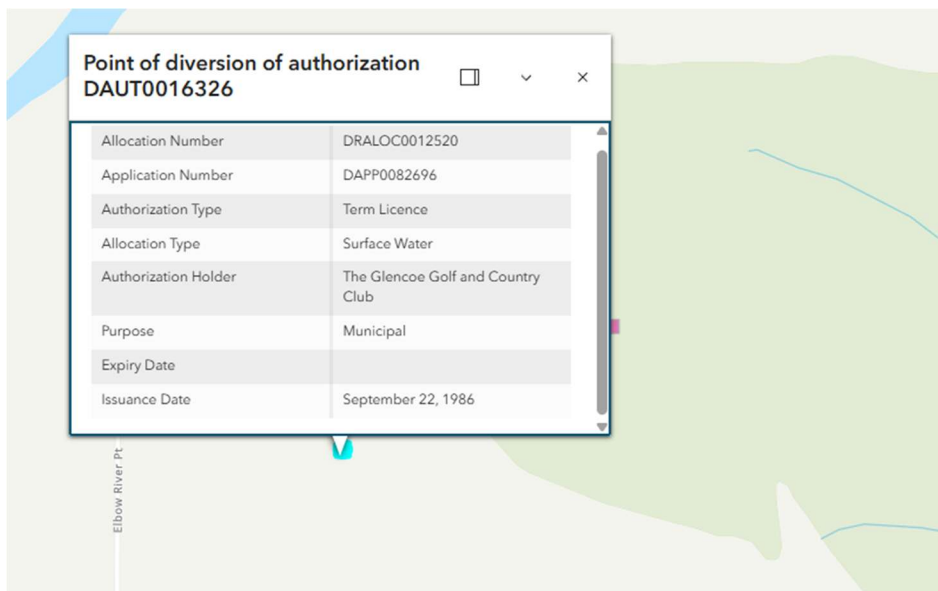 Point of diversion of authorization
DAUT0016326
Allocation Number DRALOC0012520
Application Number DAPP0082696
Authorization Type Term Licence
Allocation Type Surface Water
Authorization Holder The Glencoe Golf and Country
Club
Purpose Municipal
Expiry Date
Issuance Date September 22, 1986
Elbow River Pt